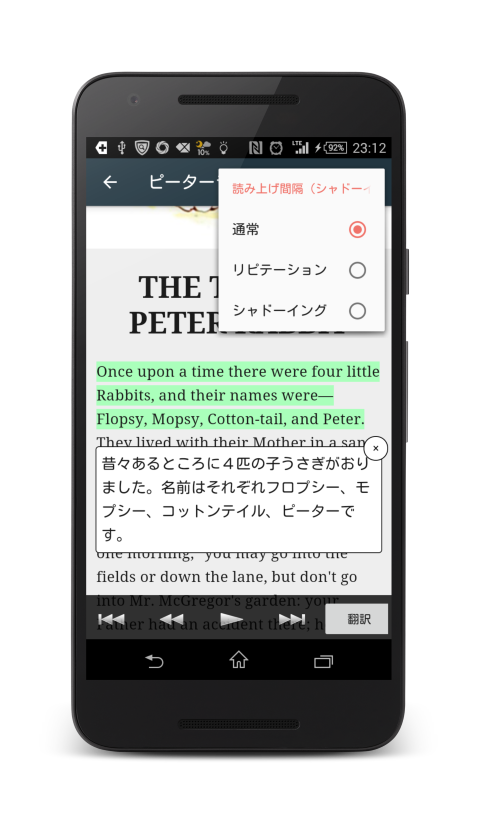 10%
LTE
92%
23:12
ピーター
読み上げ間隔（シャドー
通常
リピテーション
シャドーイング
THE
PETER RABBIT
Once upon a time there were four little
Rabbits, and their names were—
Flopsy, Mopsy, Cotton-tail, and Peter.
They lived with their Mother in a
昔々あるところに４匹の子うさぎがおり
ました。名前はそれぞれフロプシー、モ
プシー、コットンテイル、ピーターで
す。
one morning, "you may go into the
fields or down the lane, but don't go
into Mr. McGregor's garden: your
Father had an accident there;
翻訳